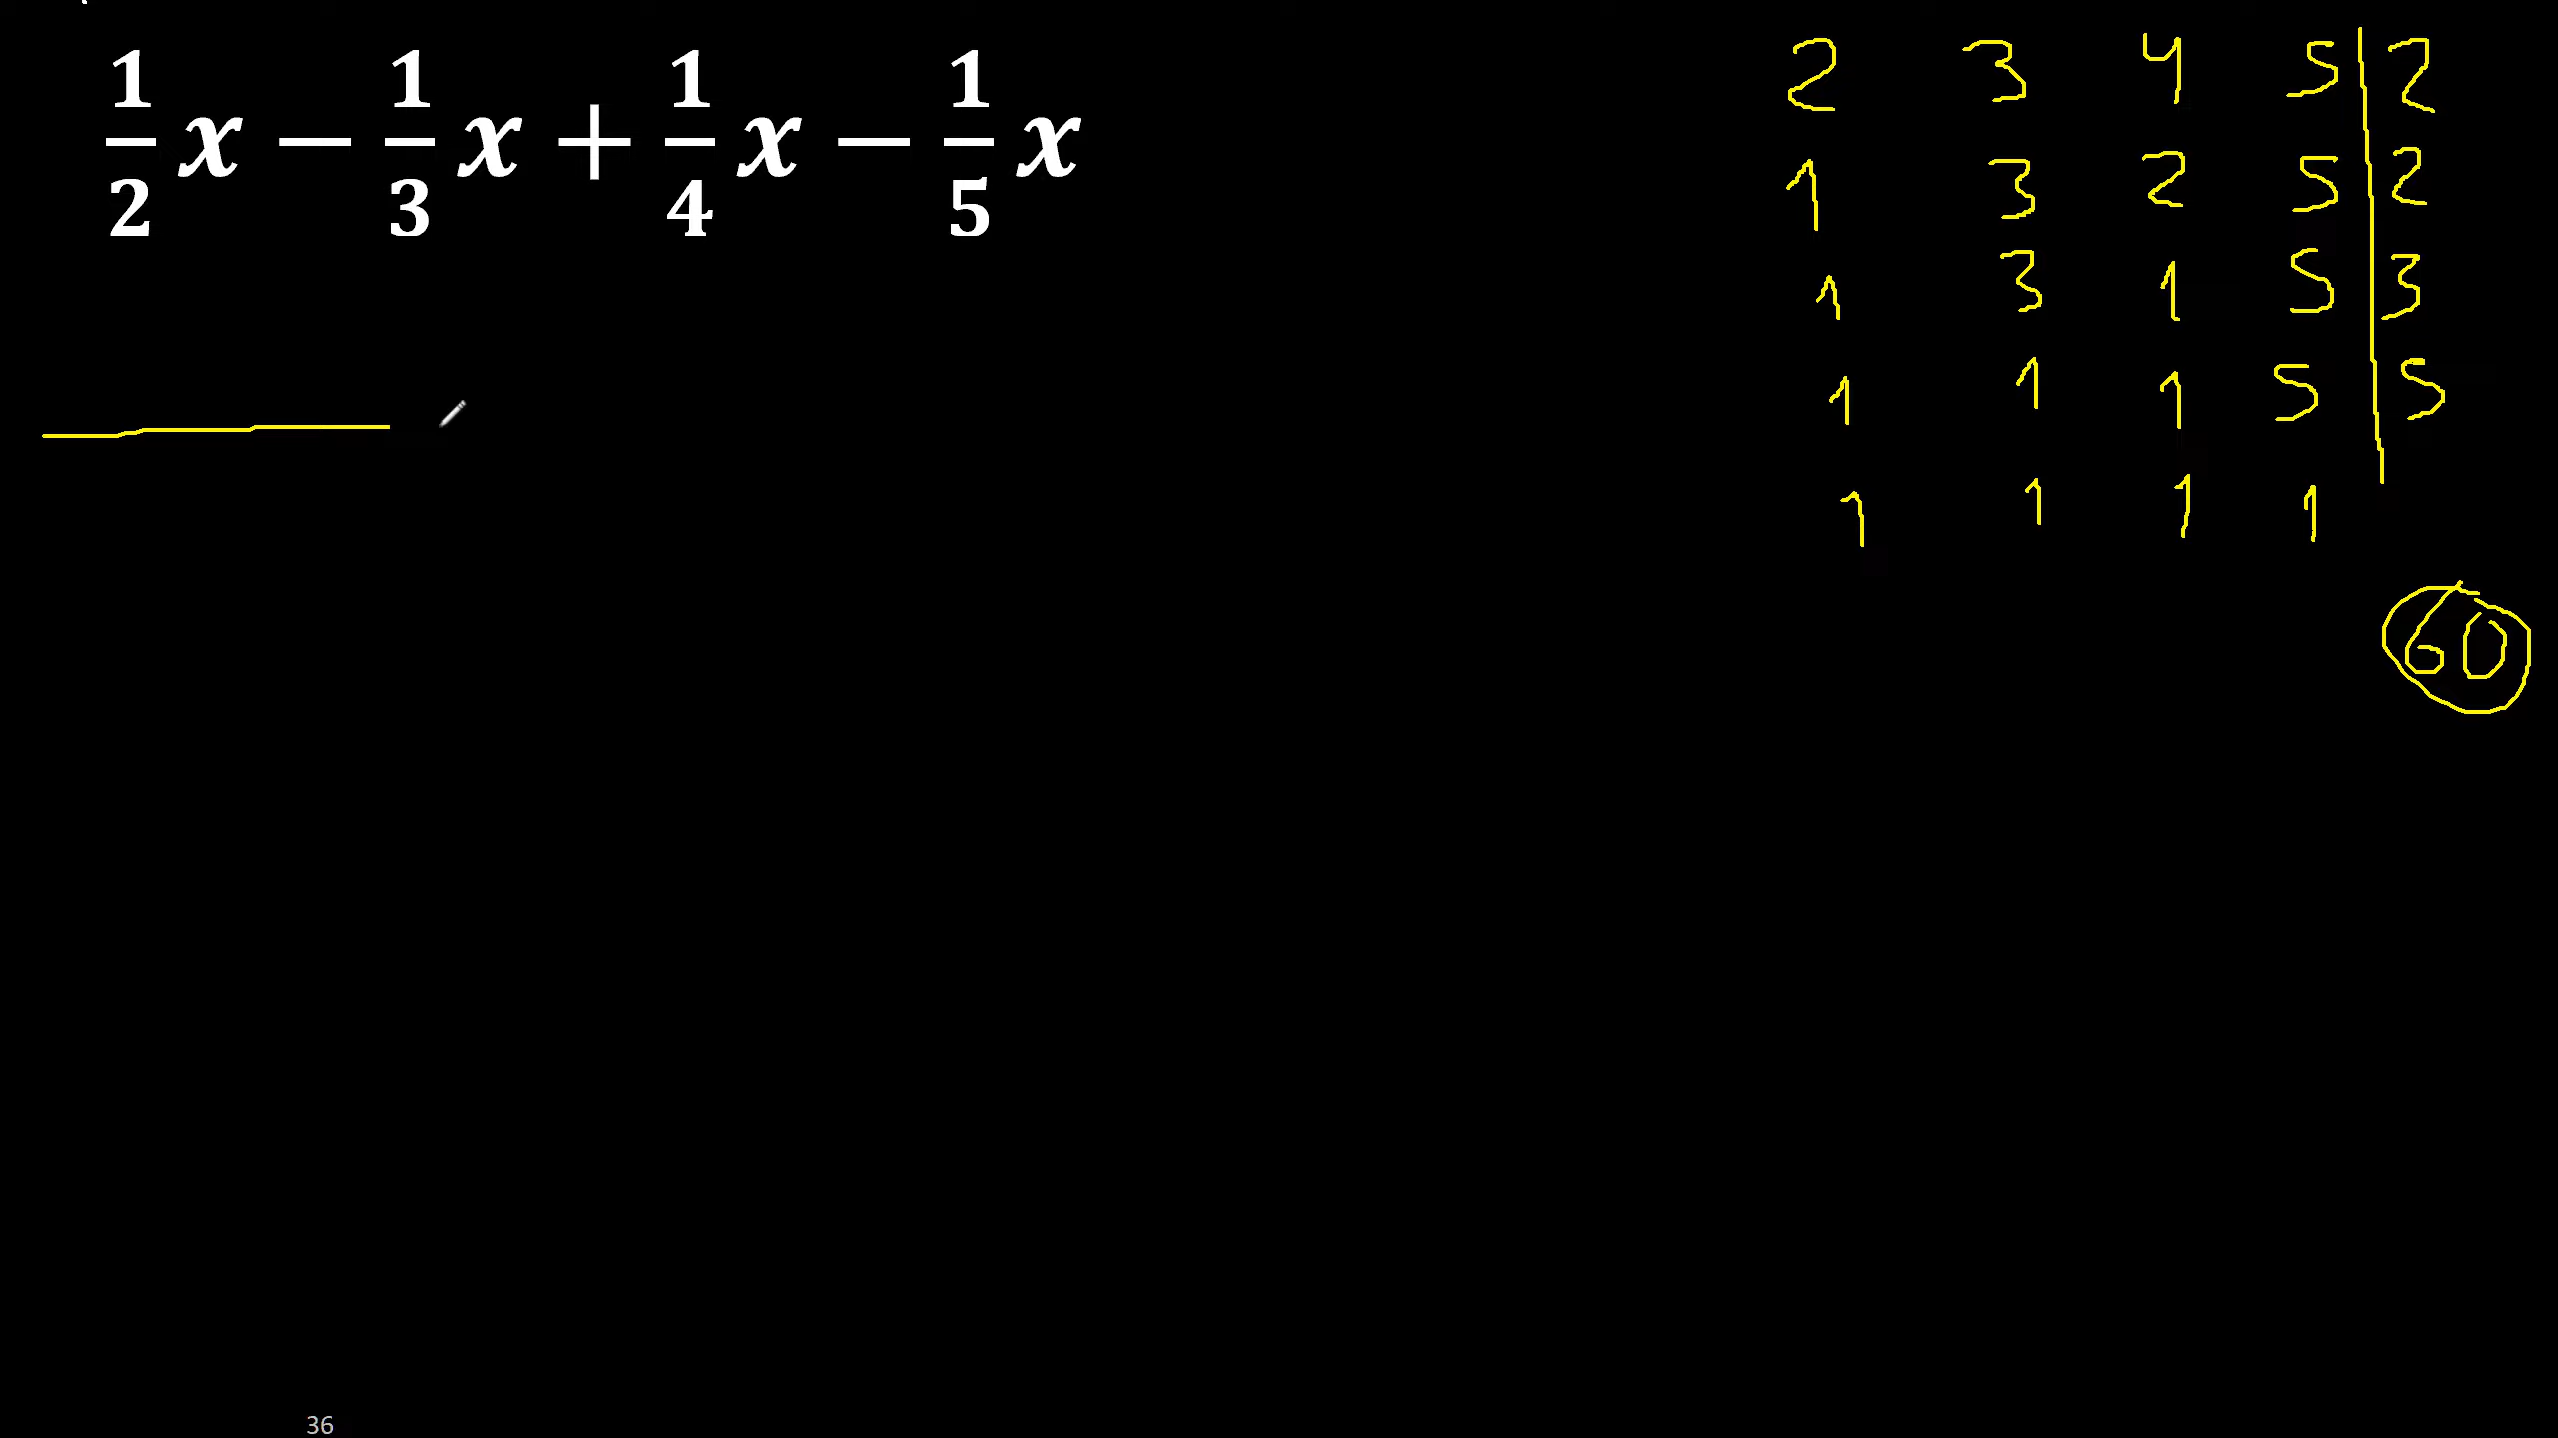 1/2 x − 1/3 x + 1/4 x − 1/5 x
2 3 4 5 | 2
1 3 2 5 | 2
1 3 1 5 | 3
1 1 1 5 | 5
1 1 1 1
60
36